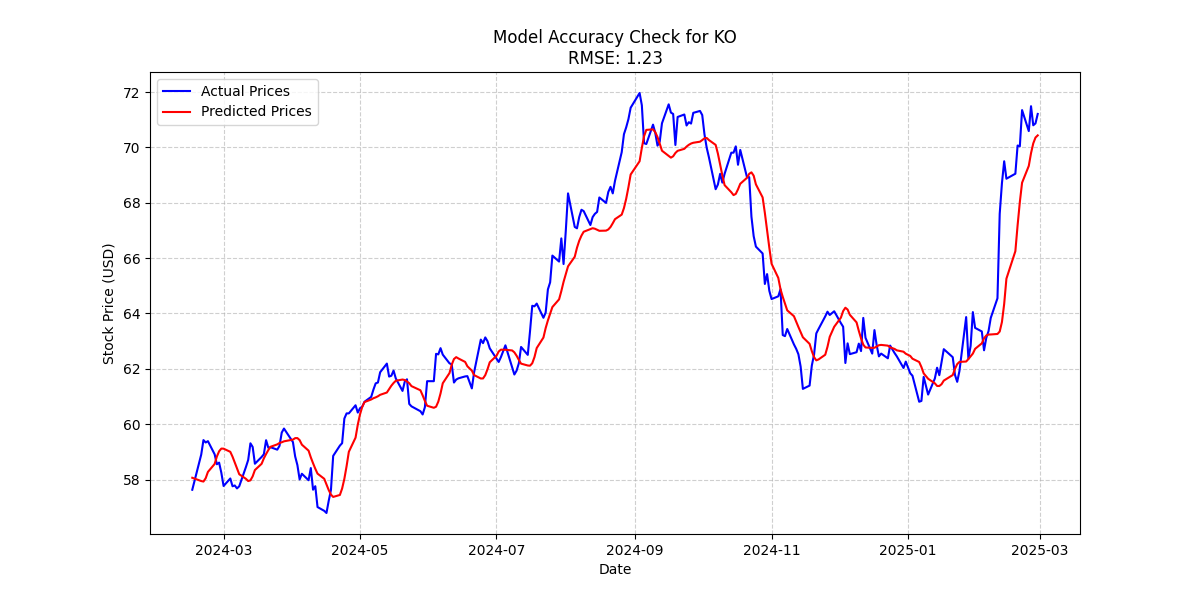 Model Accuracy Check for KO
RMSE: 1.23
Actual Prices
Predicted Prices
Stock Price (USD)
72
70
68
66
64
62
60
58
2024-03
2024-05
2024-07
2024-09
2024-11
2025-01
2025-03
Date